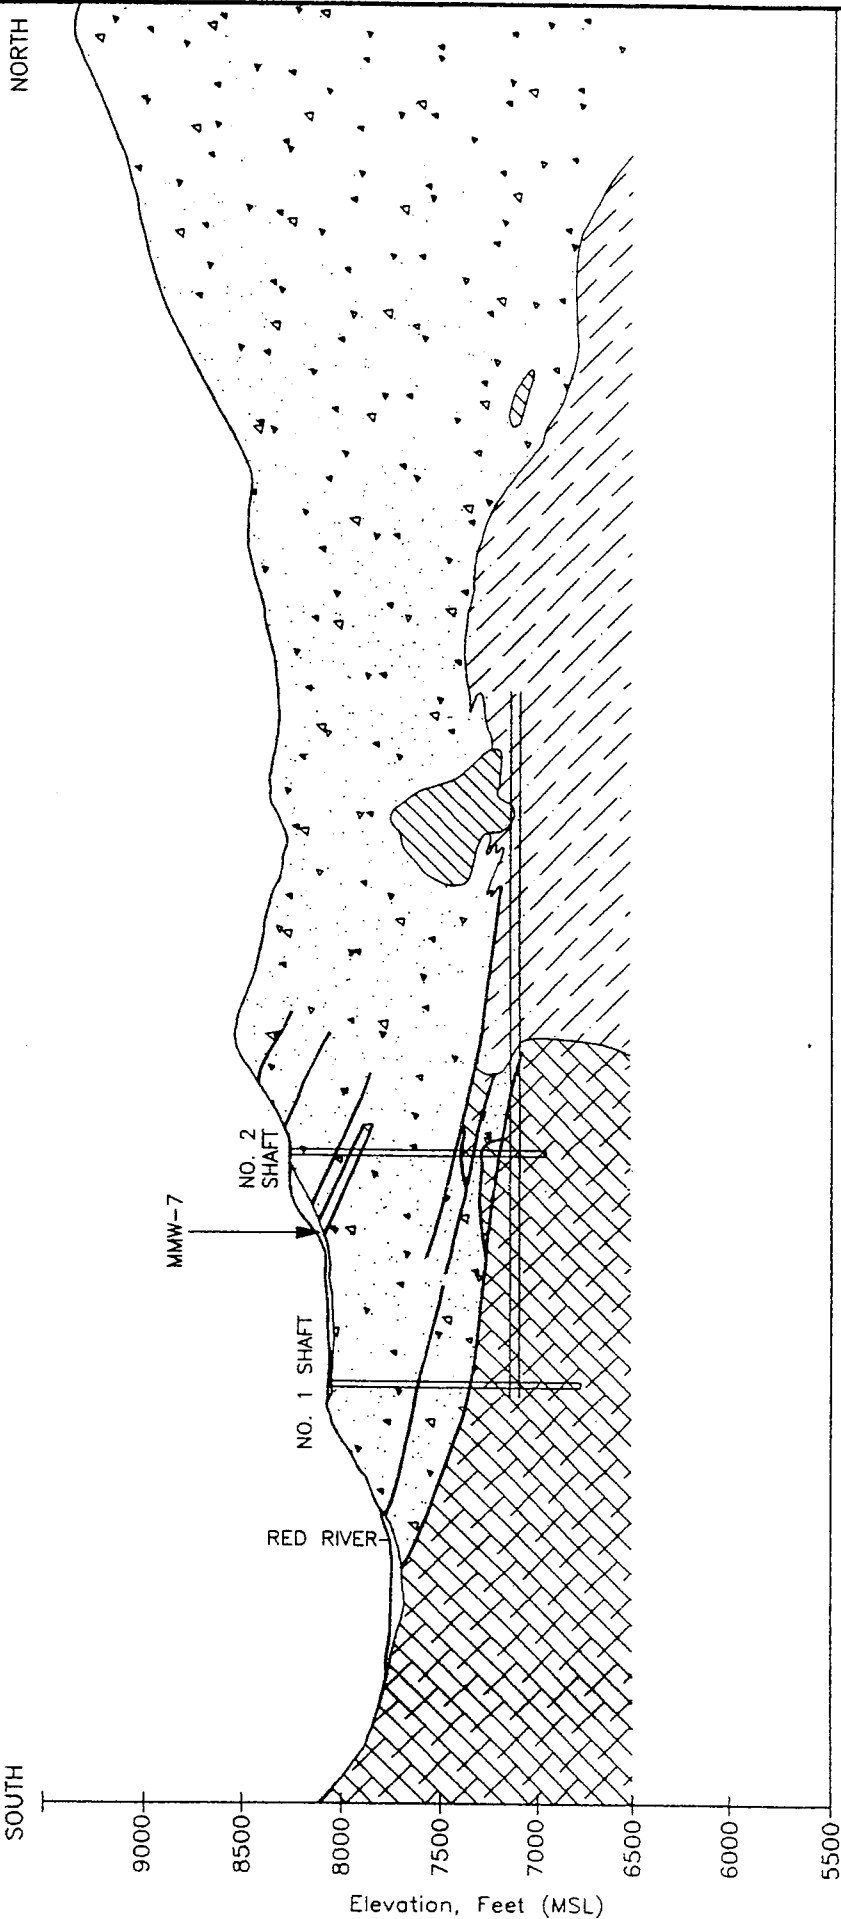 SOUTH
NORTH
NO. 2
SHAFT
MMW-7
NO. 1 SHAFT
RED RIVER
9000
8500
8000
7500
7000
6500
6000
5500
Elevation, Feet (MSL)